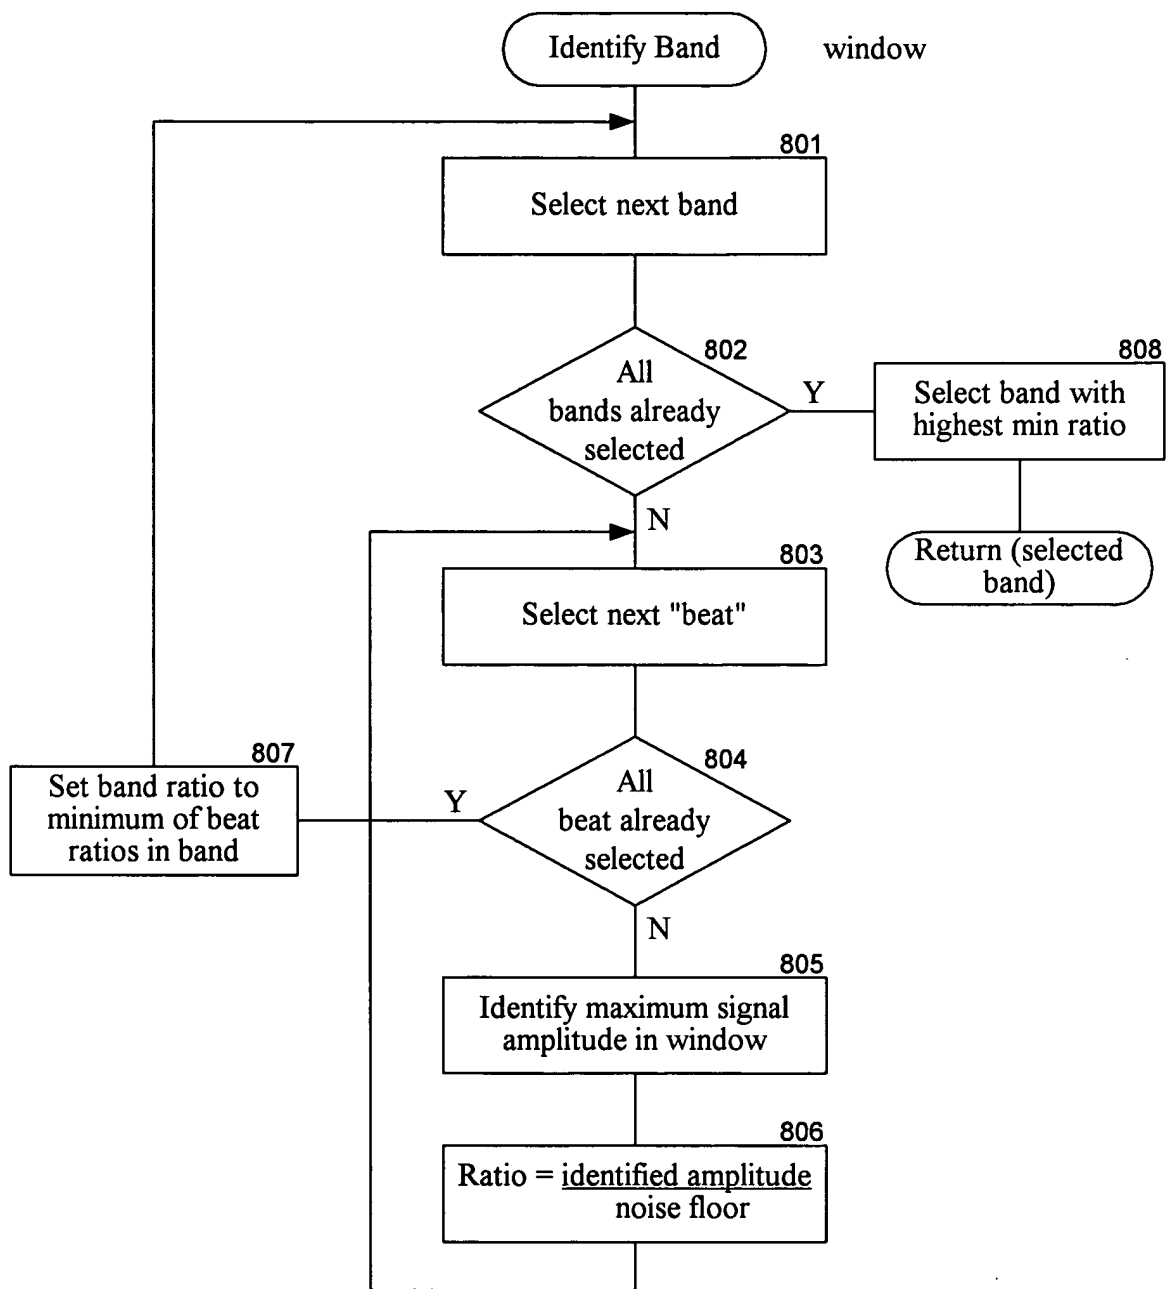 Identify Band
window
801
Select next band
802
All
bands already
selected
Y
808
Select band with
highest min ratio
N
Return (selected
band)
803
Select next "beat"
807
Set band ratio to
minimum of beat
ratios in band
Y
804
All
beat already
selected
N
805
Identify maximum signal
amplitude in window
806
Ratio = identified amplitude
noise floor